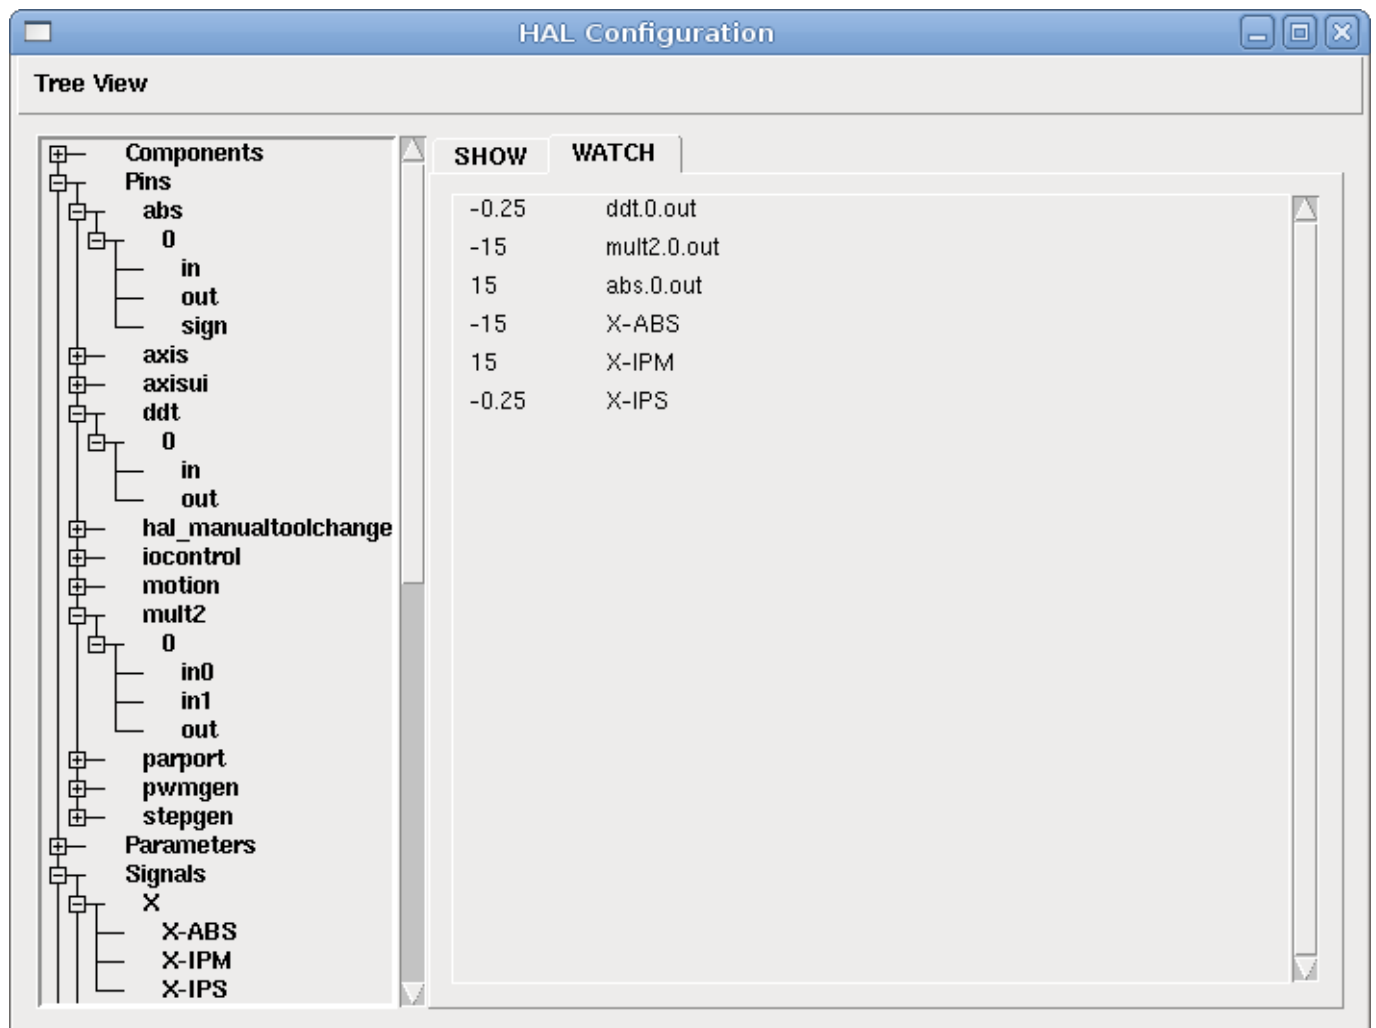 HAL Configuration
Tree View
Components
Pins
abs
0
in
out
sign
axis
axisui
ddt
0
in
out
hal_manualtoolchange
iocontrol
motion
mult2
0
in0
in1
out
parport
pwmgen
stepgen
Parameters
Signals
X
X-ABS
X-IPM
X-IPS
SHOW WATCH
-0.25 ddt.0.out
-15 mult2.0.out
15 abs.0.out
-15 X-ABS
15 X-IPM
-0.25 X-IPS